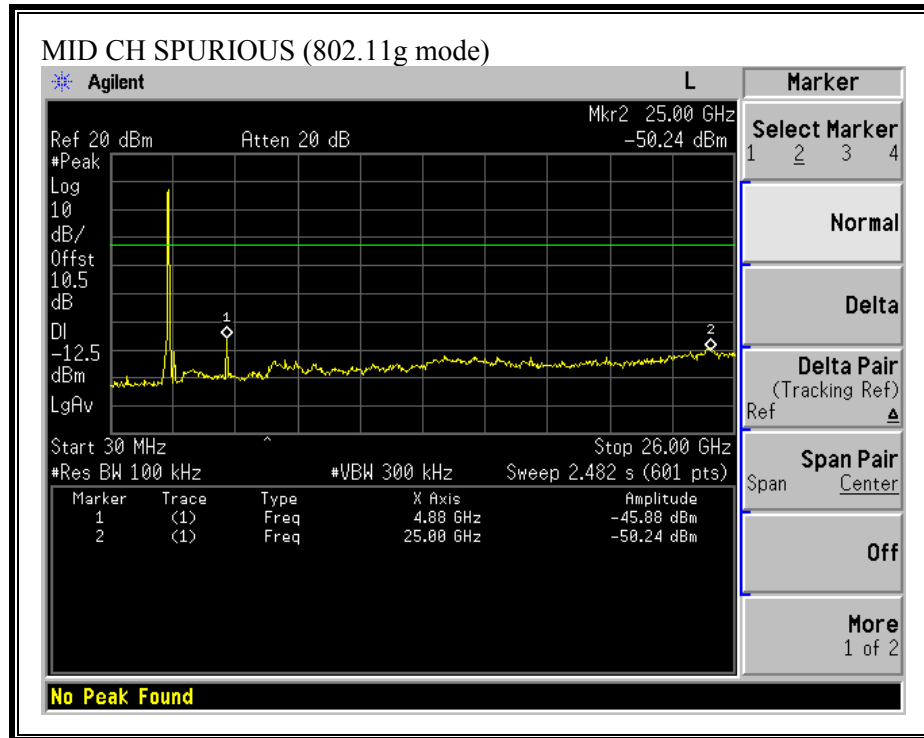 MID CH SPURIOUS (802.11g mode)
Agilent
L
Mkr2 25.00 GHz
Ref 20 dBm Atten 20 dB -50.24 dBm
#Peak
Log
10
dB/
Offst
10.5
dB
DI
-12.5
dBm
LgAv
1
2
Start 30 MHz ^ Stop 26.00 GHz
#Res BW 100 kHz #VBW 300 kHz Sweep 2.482 s (601 pts)
Marker Trace Type X Axis Amplitude
1 (1) Freq 4.88 GHz -45.88 dBm
2 (1) Freq 25.00 GHz -50.24 dBm
No Peak Found
Marker
Select Marker
1 2 3 4
Normal
Delta
Delta Pair
(Tracking Ref)
Ref Δ
Span Pair
Span Center
Off
More
1 of 2